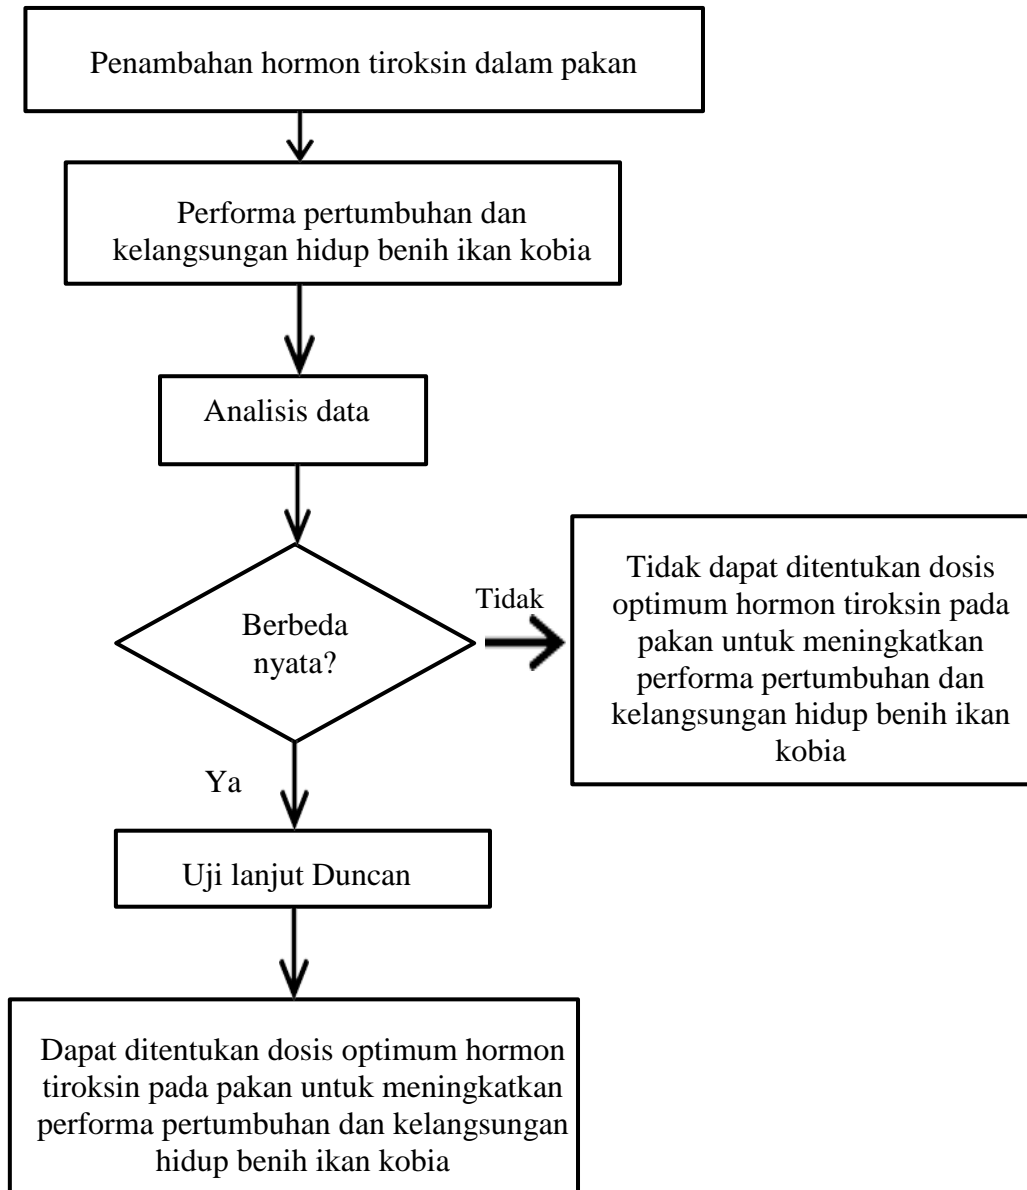 Penambahan hormon tiroksin dalam pakan
Performa pertumbuhan dan
kelangsungan hidup benih ikan kobia
Analisis data
Berbeda
nyata?
Tidak
Tidak dapat ditentukan dosis
optimum hormon tiroksin pada
pakan untuk meningkatkan
performa pertumbuhan dan
kelangsungan hidup benih ikan
kobia
Ya
Uji lanjut Duncan
Dapat ditentukan dosis optimum hormon
tiroksin pada pakan untuk meningkatkan
performa pertumbuhan dan kelangsungan
hidup benih ikan kobia